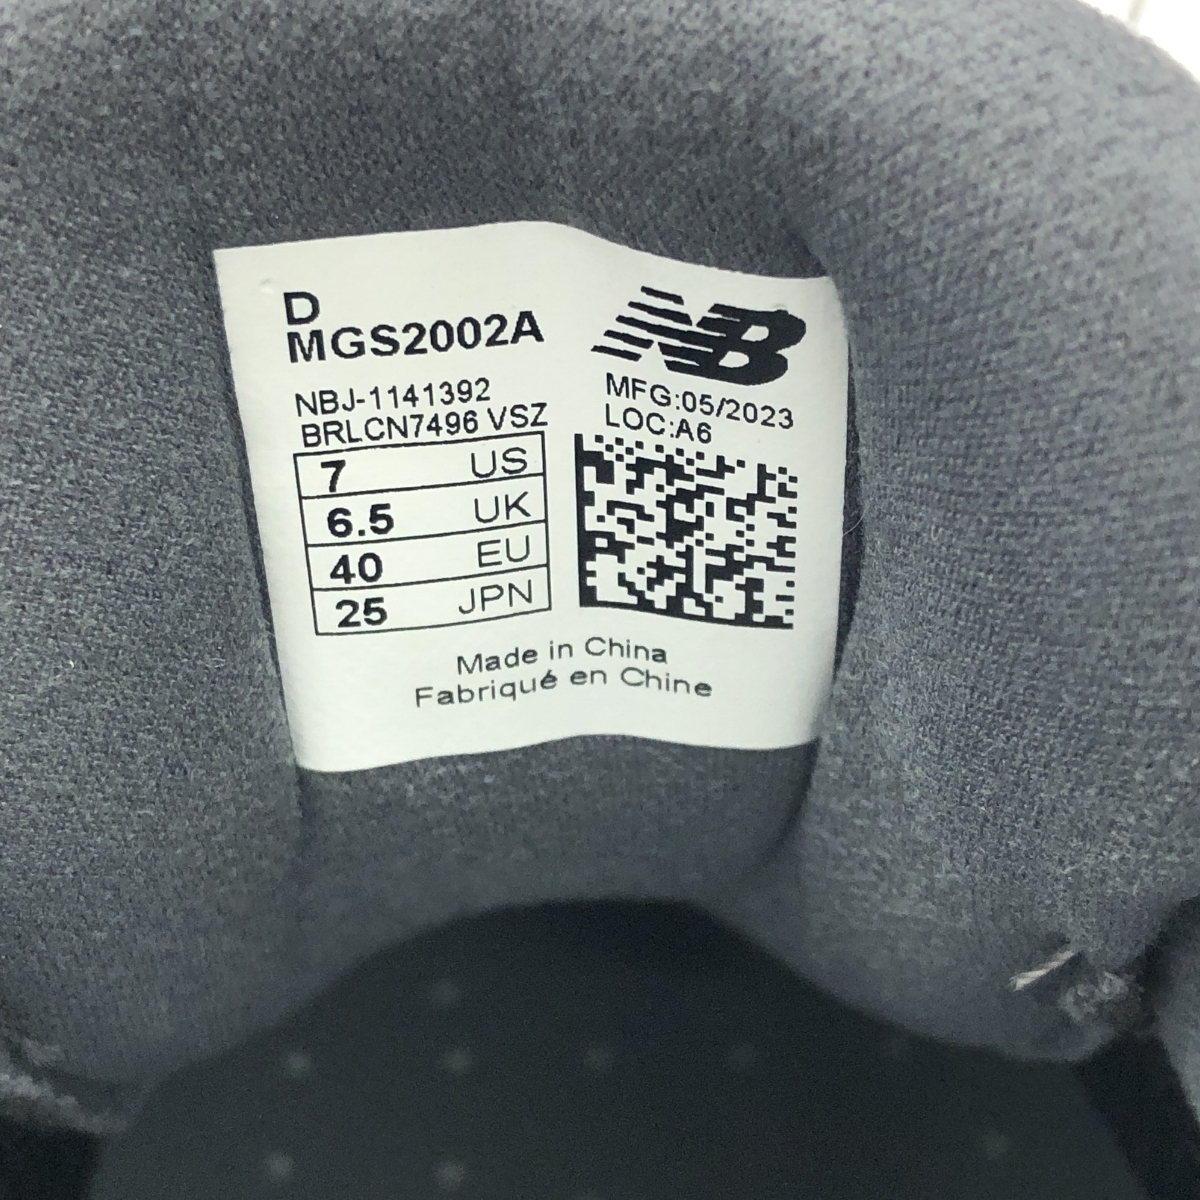 D
MGS2002A
NBJ-1141392
BRLCN7496 VSZ
7 US
6.5 UK
40 EU
25 JPN
NB
MFG:05/2023
LOC:A6
Made in China
Fabriqué en Chine